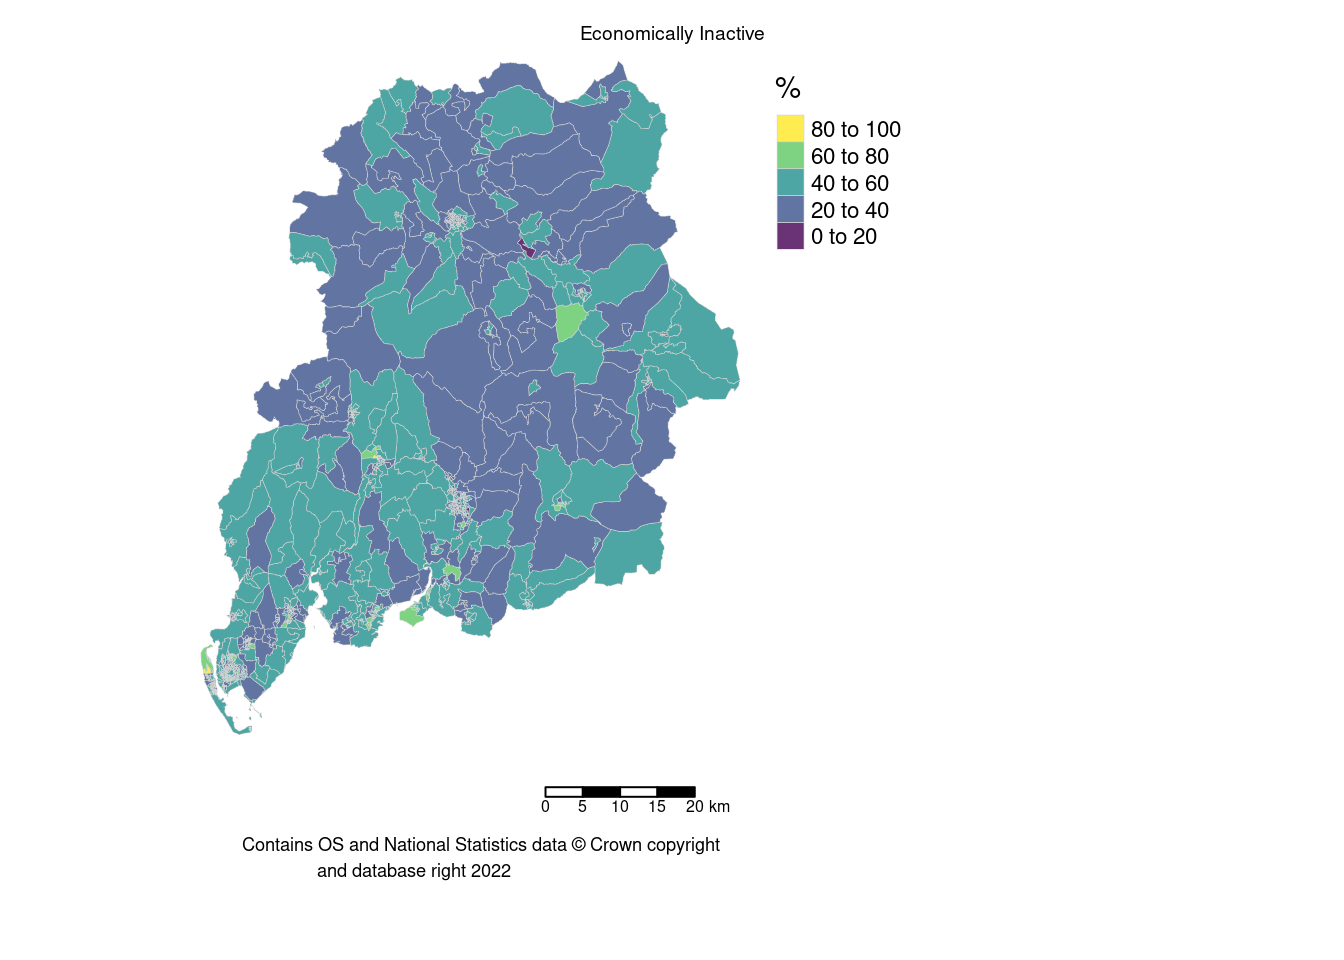 Economically Inactive
%
80 to 100
60 to 80
40 to 60
20 to 40
0 to 20
0 5 10 15 20 km
Contains OS and National Statistics data © Crown copyright
and database right 2022